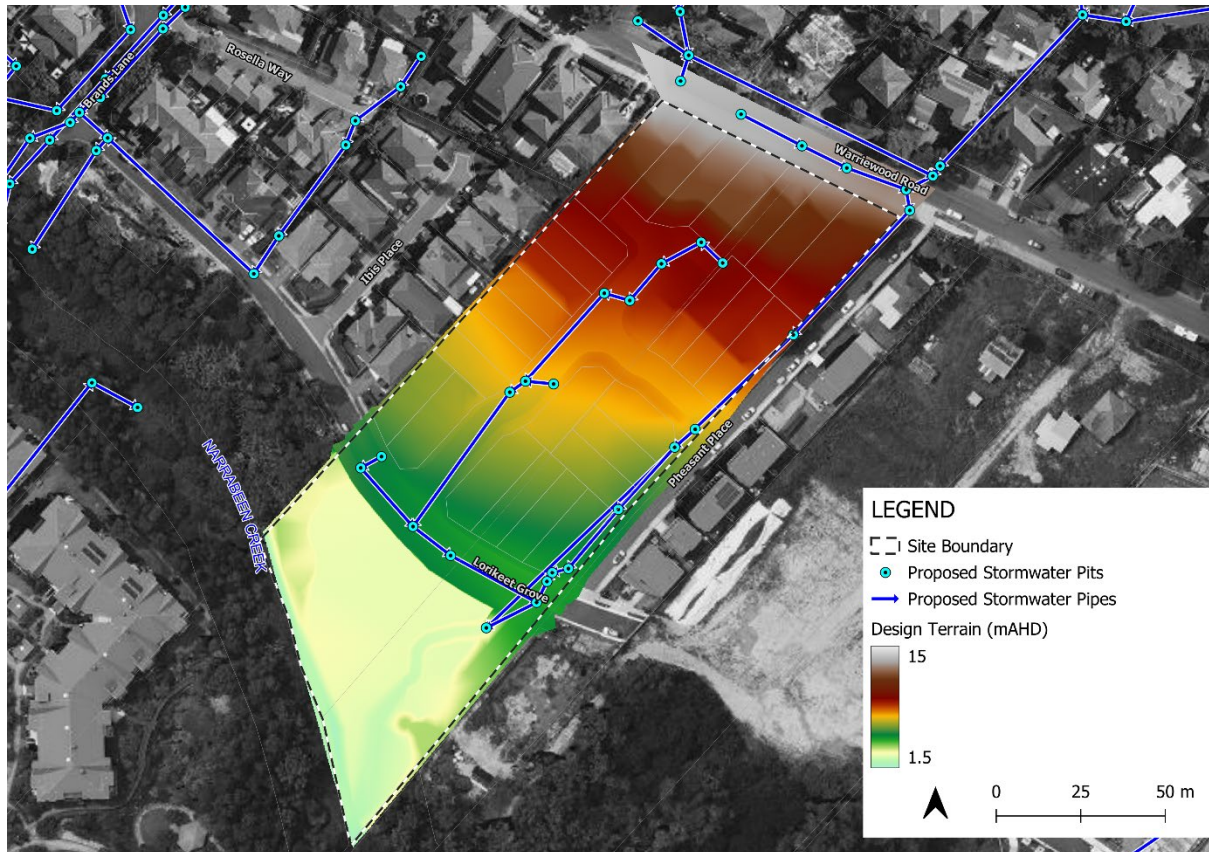 Rosella Way
Brands Lane
Warriewood Road
Ibis Place
Pheasant Place
NARRABEEN CREEK
Lorikeet Grove
LEGEND
Site Boundary
Proposed Stormwater Pits
Proposed Stormwater Pipes
Design Terrain (mAHD)
15
1.5
0 25 50 m